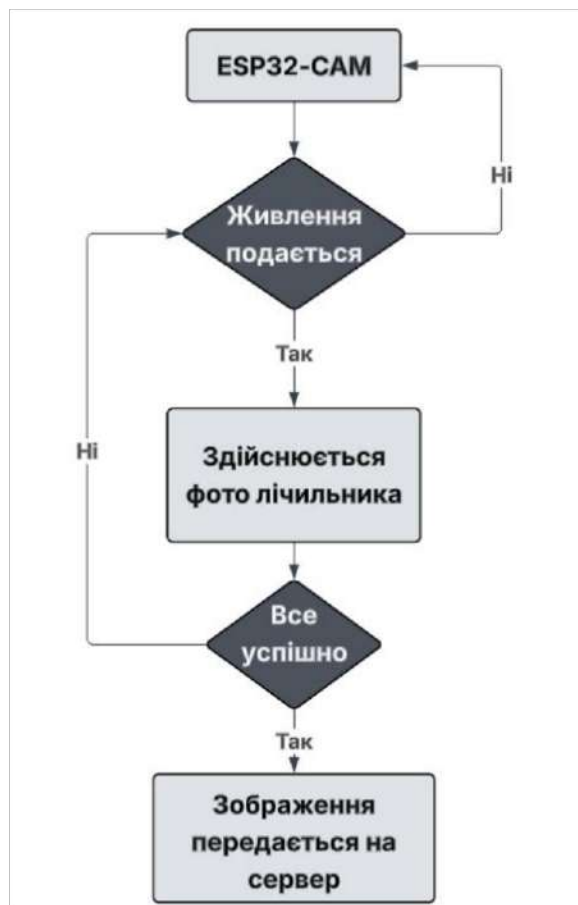 ESP32-CAM
Ні
Живлення
подається
Так
Здійснюється
фото лічильника
Ні
Все
успішно
Так
Зображення
передається на
сервер